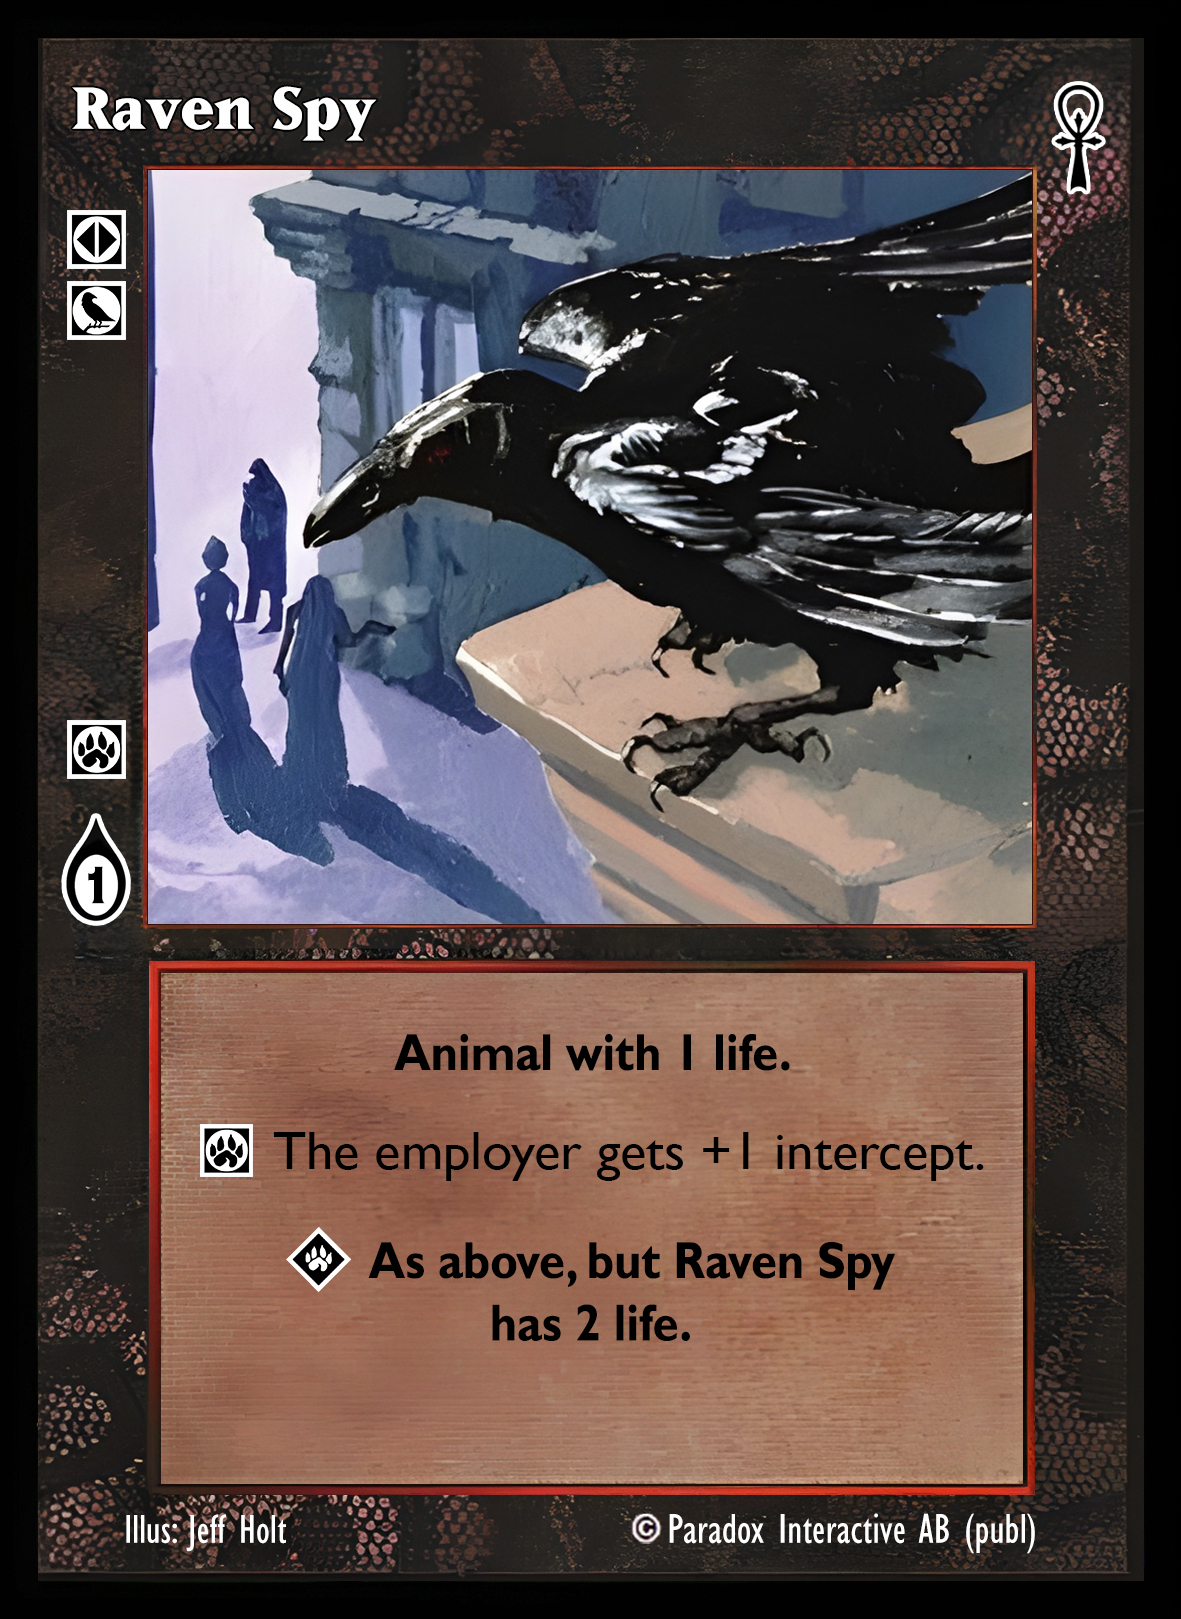 Raven Spy
1
Animal with 1 life.
The employer gets +1 intercept.
As above, but Raven Spy
has 2 life.
Illus: Jeff Holt
© Paradox Interactive AB (publ)